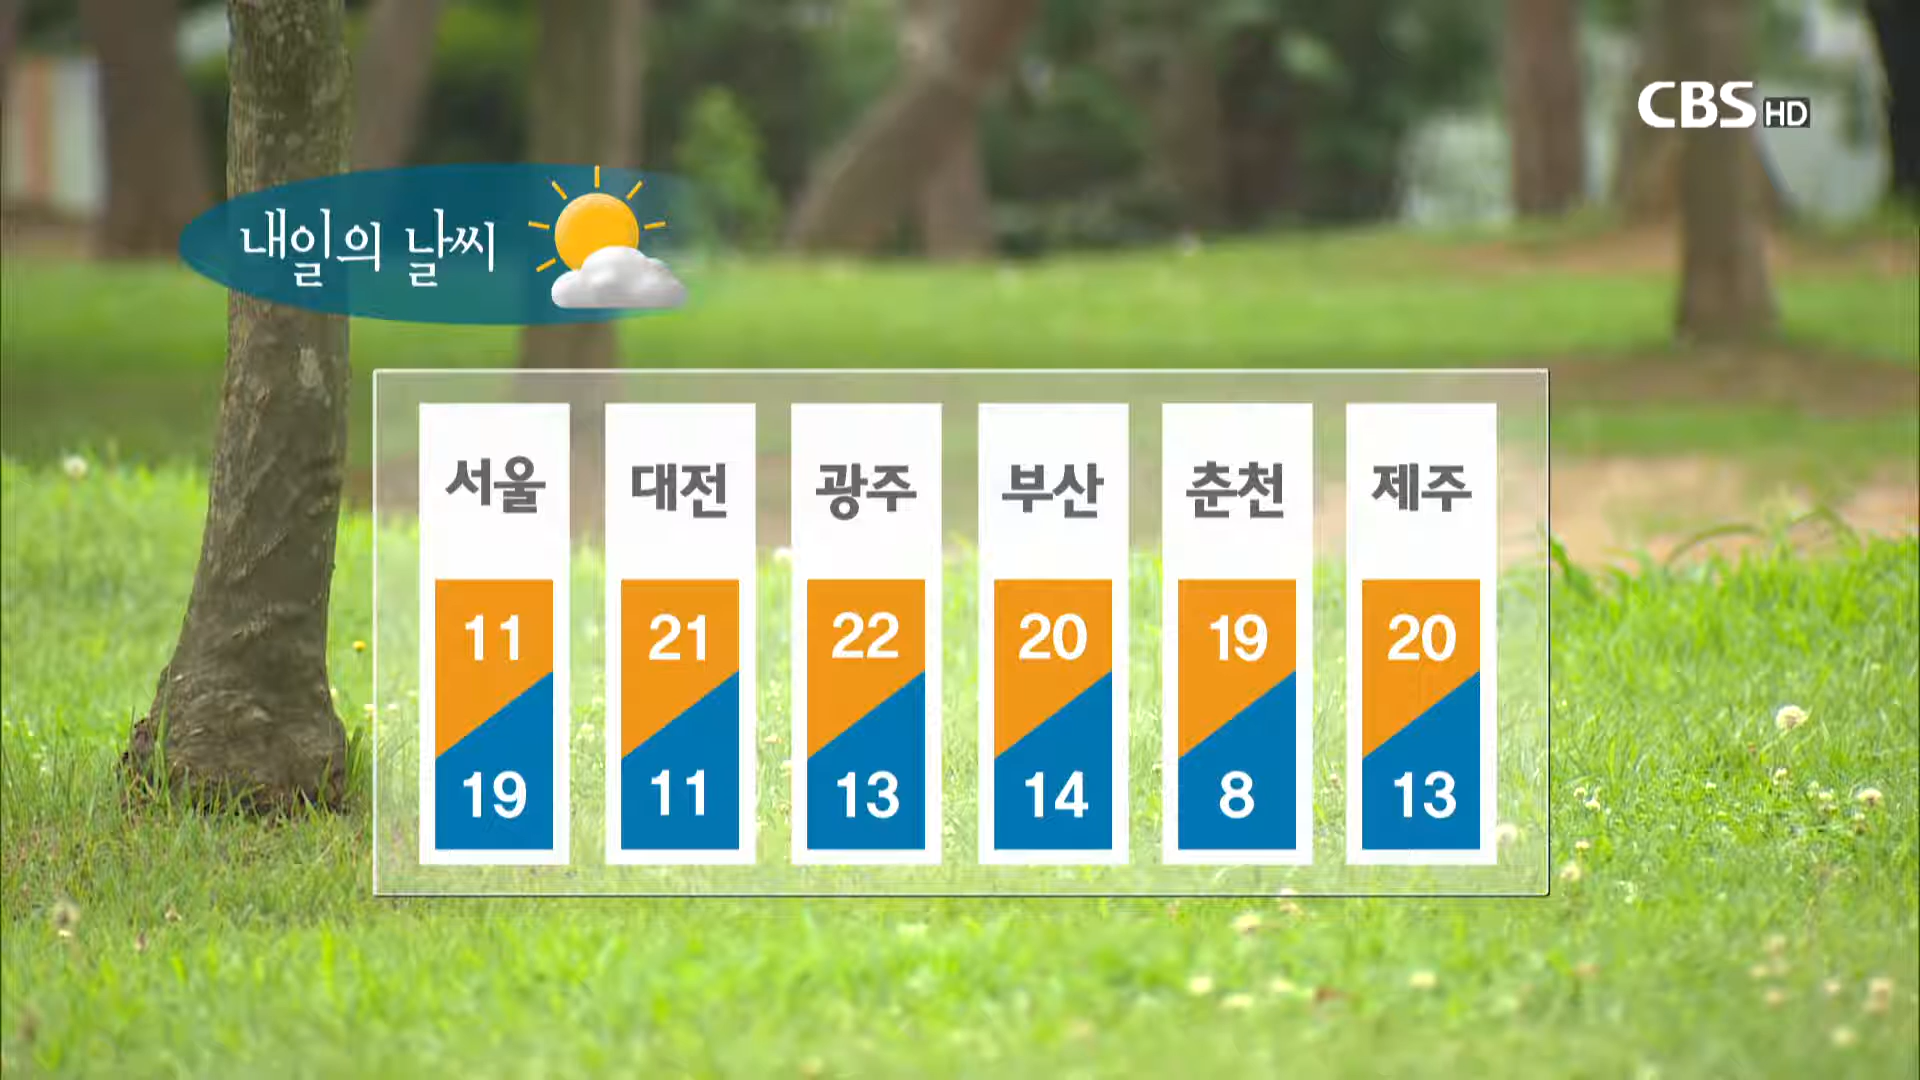 CBS HD
내일의 날씨
서울 대전 광주 부산 춘천 제주
11 21 22 20 19 20
19 11 13 14 8 13